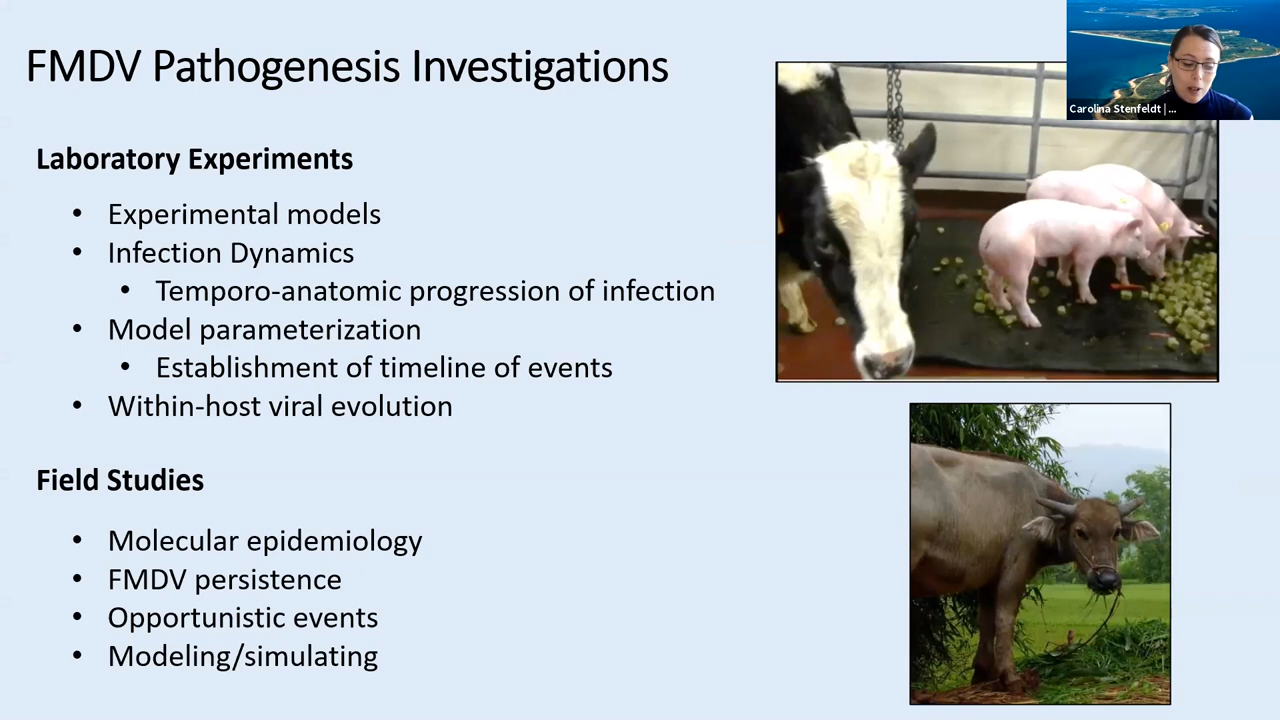 FMDV Pathogenesis Investigations
Carolina Stenfeldt | ...
Laboratory Experiments
• Experimental models
• Infection Dynamics
• Temporo-anatomic progression of infection
• Model parameterization
• Establishment of timeline of events
• Within-host viral evolution
Field Studies
• Molecular epidemiology
• FMDV persistence
• Opportunistic events
• Modeling/simulating